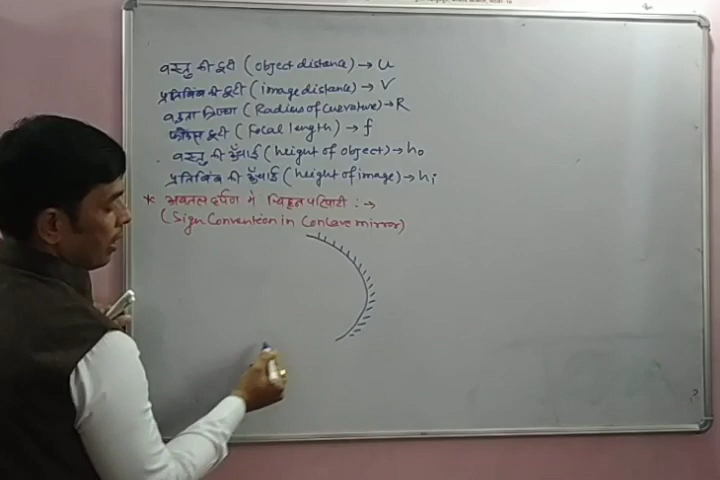 वस्तु की दूरी (object distance) → u
प्रतिबिंब की दूरी (image distance) → v
वक्रता त्रिज्या (Radius of curvature) → R
फोकस दूरी (Focal length) → f
वस्तु की ऊँचाई (height of object) → ho
प्रतिबिंब की ऊँचाई (height of image) → hi
* अवतल दर्पण में चिह्न परिपाटी :->
(Sign Convention in Concave mirror)